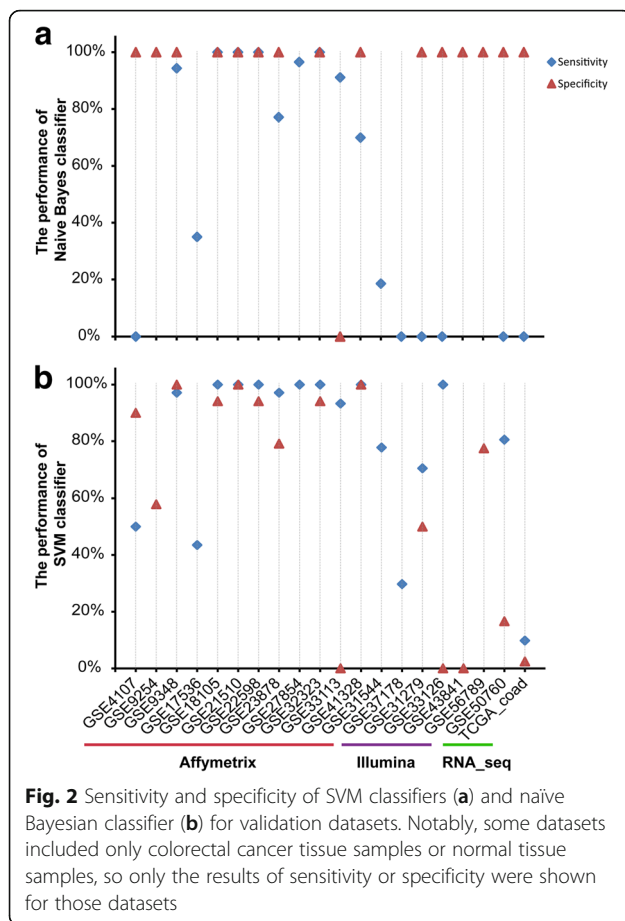 a
100%
80%
60%
40%
20%
0%
The performance of
Naive Bayes classifier
Sensitivity
Specificity
b
100%
80%
60%
40%
20%
0%
The performance of
SVM classifier
GSE4107
GSE9254
GSE9348
GSE17536
GSE18105
GSE21510
GSE22598
GSE23878
GSE27854
GSE32323
GSE33113
GSE41328
GSE31544
GSE37178
GSE31279
GSE33126
GSE43841
GSE56789
GSE50760
TCGA_coad
Affymetrix
Illumina
RNA_seq
Fig. 2 Sensitivity and specificity of SVM classifiers (a) and naïve
Bayesian classifier (b) for validation datasets. Notably, some datasets
included only colorectal cancer tissue samples or normal tissue
samples, so only the results of sensitivity or specificity were shown
for those datasets